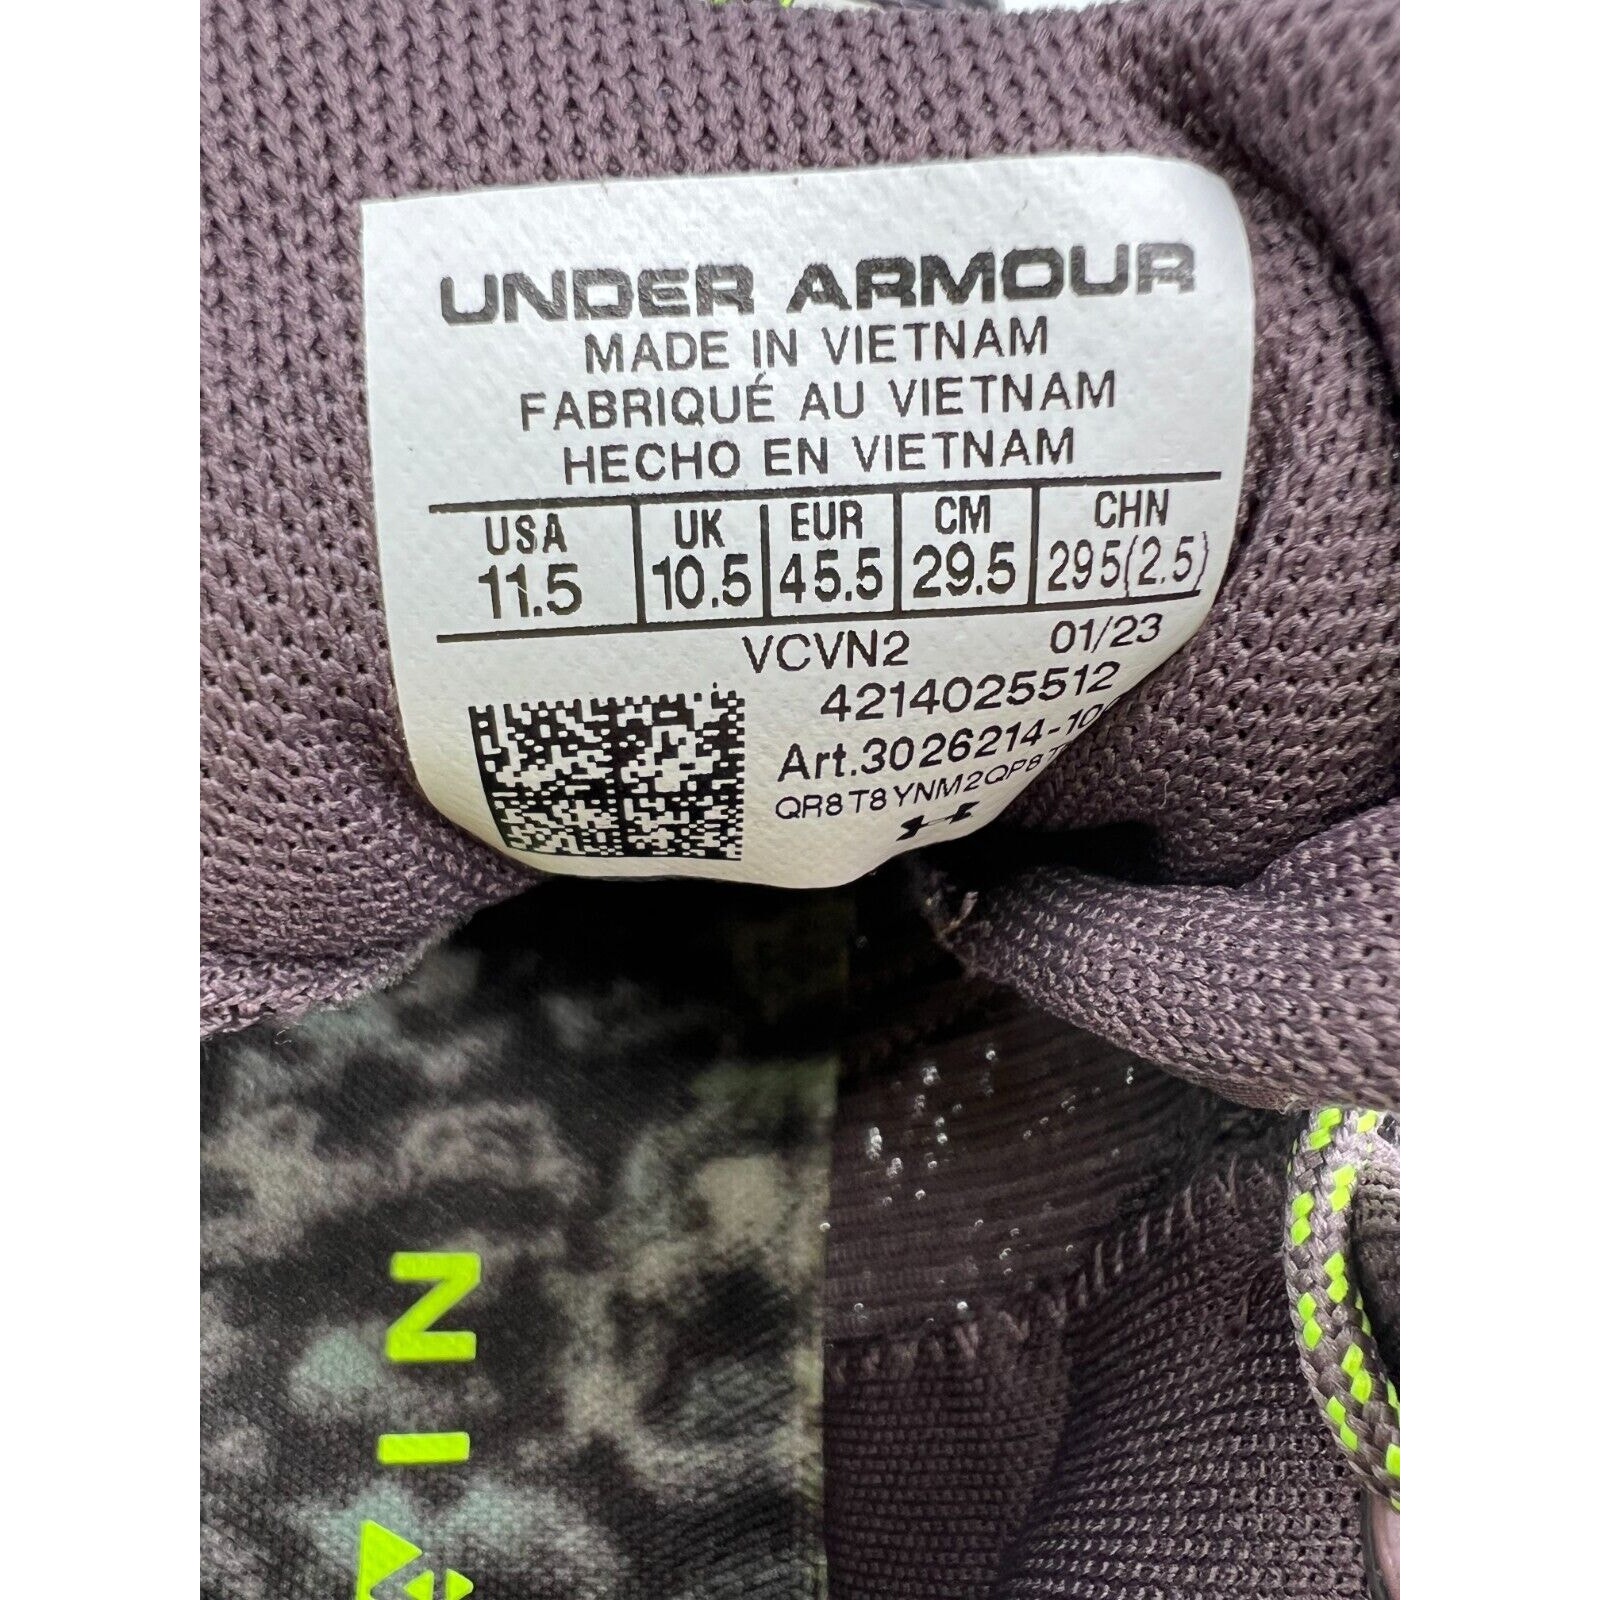 UNDER ARMOUR
MADE IN VIETNAM
FABRIQUÉ AU VIETNAM
HECHO EN VIETNAM
USA UK EUR CM CHN
11.5 10.5 45.5 29.5 295(2.5)
VCVN2 01/23
4214025512
Art.3026214-10
QR8T8YNM2QP8